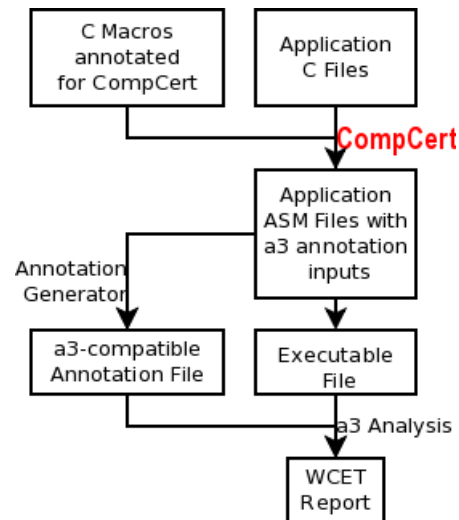 C Macros
annotated
for CompCert
Application
C Files
CompCert
Application
ASM Files with
a3 annotation
inputs
Annotation
Generator
a3-compatible
Annotation File
Executable
File
a3 Analysis
WCET
Report